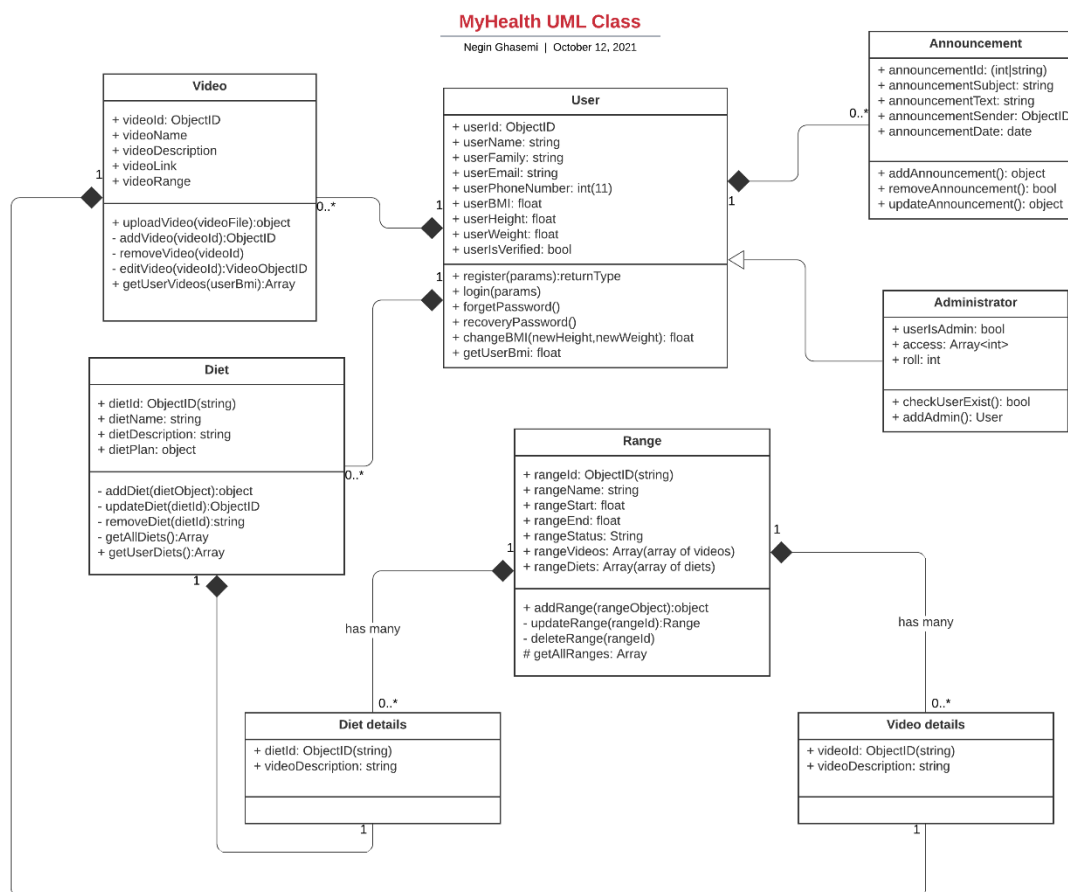 MyHealth UML Class
Negin Ghasemi | October 12, 2021
Video
+ videoId: ObjectID
+ videoName
+ videoDescription
+ videoLink
+ videoRange
+ uploadVideo(videoFile):object
- addVideo(videoId):ObjectID
- removeVideo(videoId)
- editVideo(videoId):VideoObjectID
+ getUserVideos(userBmi):Array
1
0..*
User
+ userId: ObjectID
+ userName: string
+ userFamily: string
+ userEmail: string
+ userPhoneNumber: int(11)
+ userBMI: float
+ userHeight: float
+ userWeight: float
+ userIsVerified: bool
+ register(params):returnType
+ login(params)
+ forgetPassword()
+ recoveryPassword()
+ changeBMI(newHeight,newWeight): float
+ getUserBmi: float
1
1
1
Announcement
+ announcementId: (int|string)
+ announcementSubject: string
+ announcementText: string
+ announcementSender: ObjectID
+ announcementDate: date
+ addAnnouncement(): object
+ removeAnnouncement(): bool
+ updateAnnouncement(): object
0..*
Administrator
+ userIsAdmin: bool
+ access: Array<int>
+ roll: int
+ checkUserExist(): bool
+ addAdmin(): User
Diet
+ dietId: ObjectID(string)
+ dietName: string
+ dietDescription: string
+ dietPlan: object
- addDiet(dietObject):object
- updateDiet(dietId):ObjectID
- removeDiet(dietId):string
- getAllDiets():Array
+ getUserDiets():Array
0..*
1
Range
+ rangeId: ObjectID(string)
+ rangeName: string
+ rangeStart: float
+ rangeEnd: float
+ rangeStatus: String
+ rangeVideos: Array(array of videos)
+ rangeDiets: Array(array of diets)
+ addRange(rangeObject):object
- updateRange(rangeId):Range
- deleteRange(rangeId)
# getAllRanges: Array
1
1
has many
has many
0..*
0..*
Diet details
+ dietId: ObjectID(string)
+ videoDescription: string
1
Video details
+ videoId: ObjectID(string)
+ videoDescription: string
1